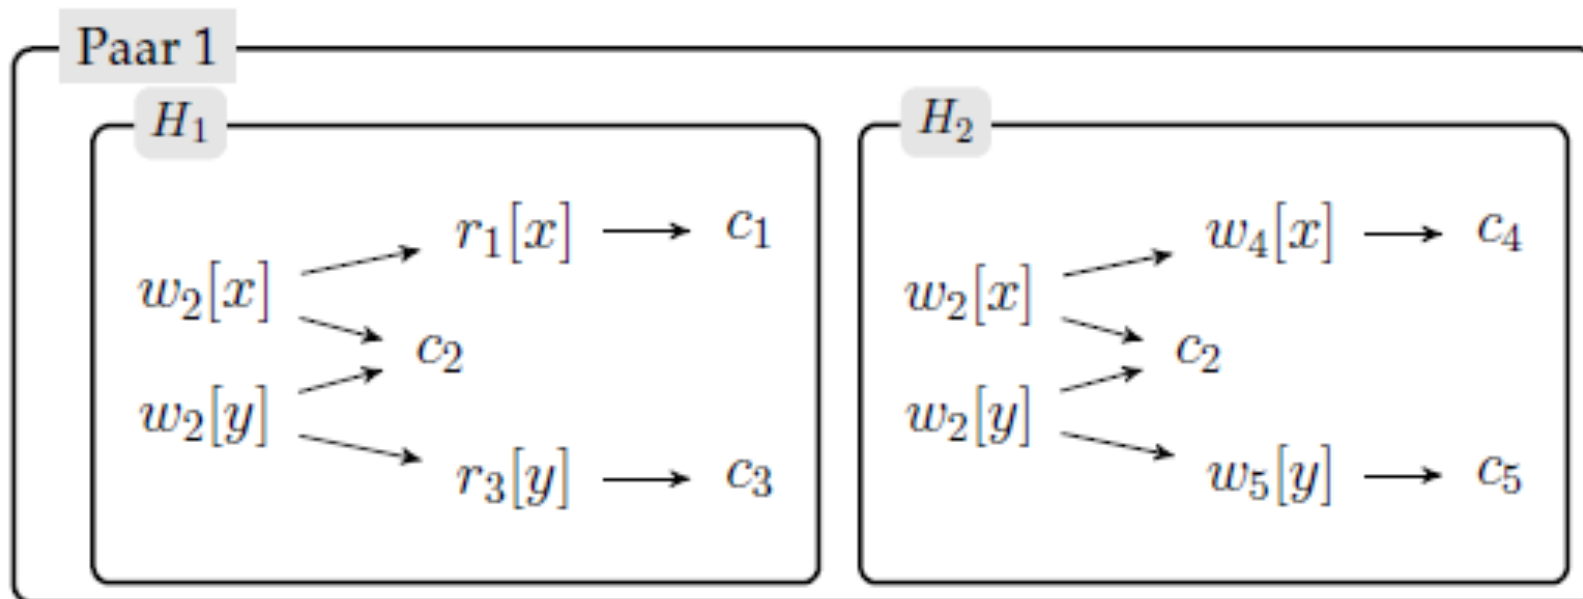 Paar 1
H₁ H₂
r₁[x] → c₁ w₄[x] → c₄
w₂[x] w₂[x]
c₂ c₂
w₂[y] w₂[y]
r₃[y] → c₃ w₅[y] → c₅